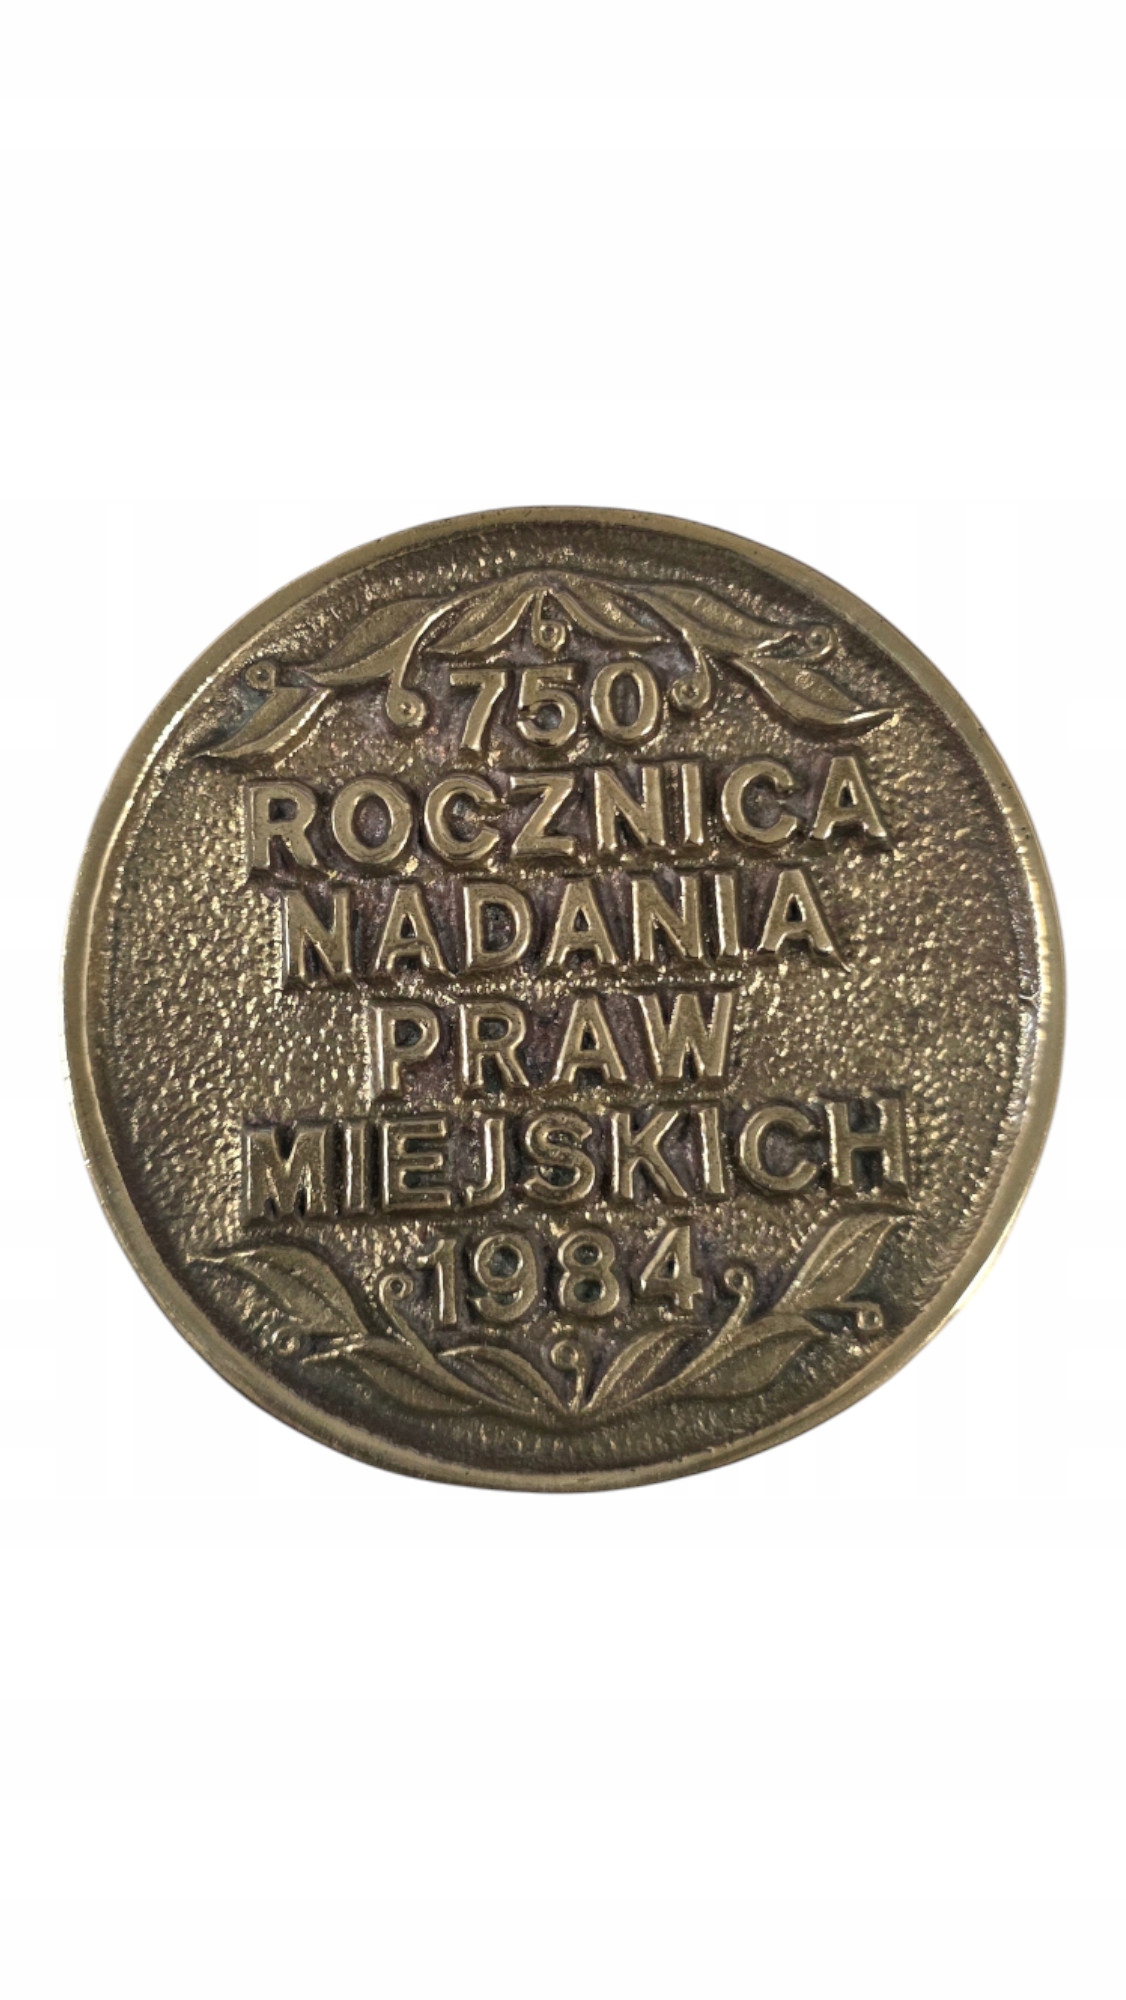 750
ROCZNICA
NADANIA
PRAW
MIEJSKICH
1984